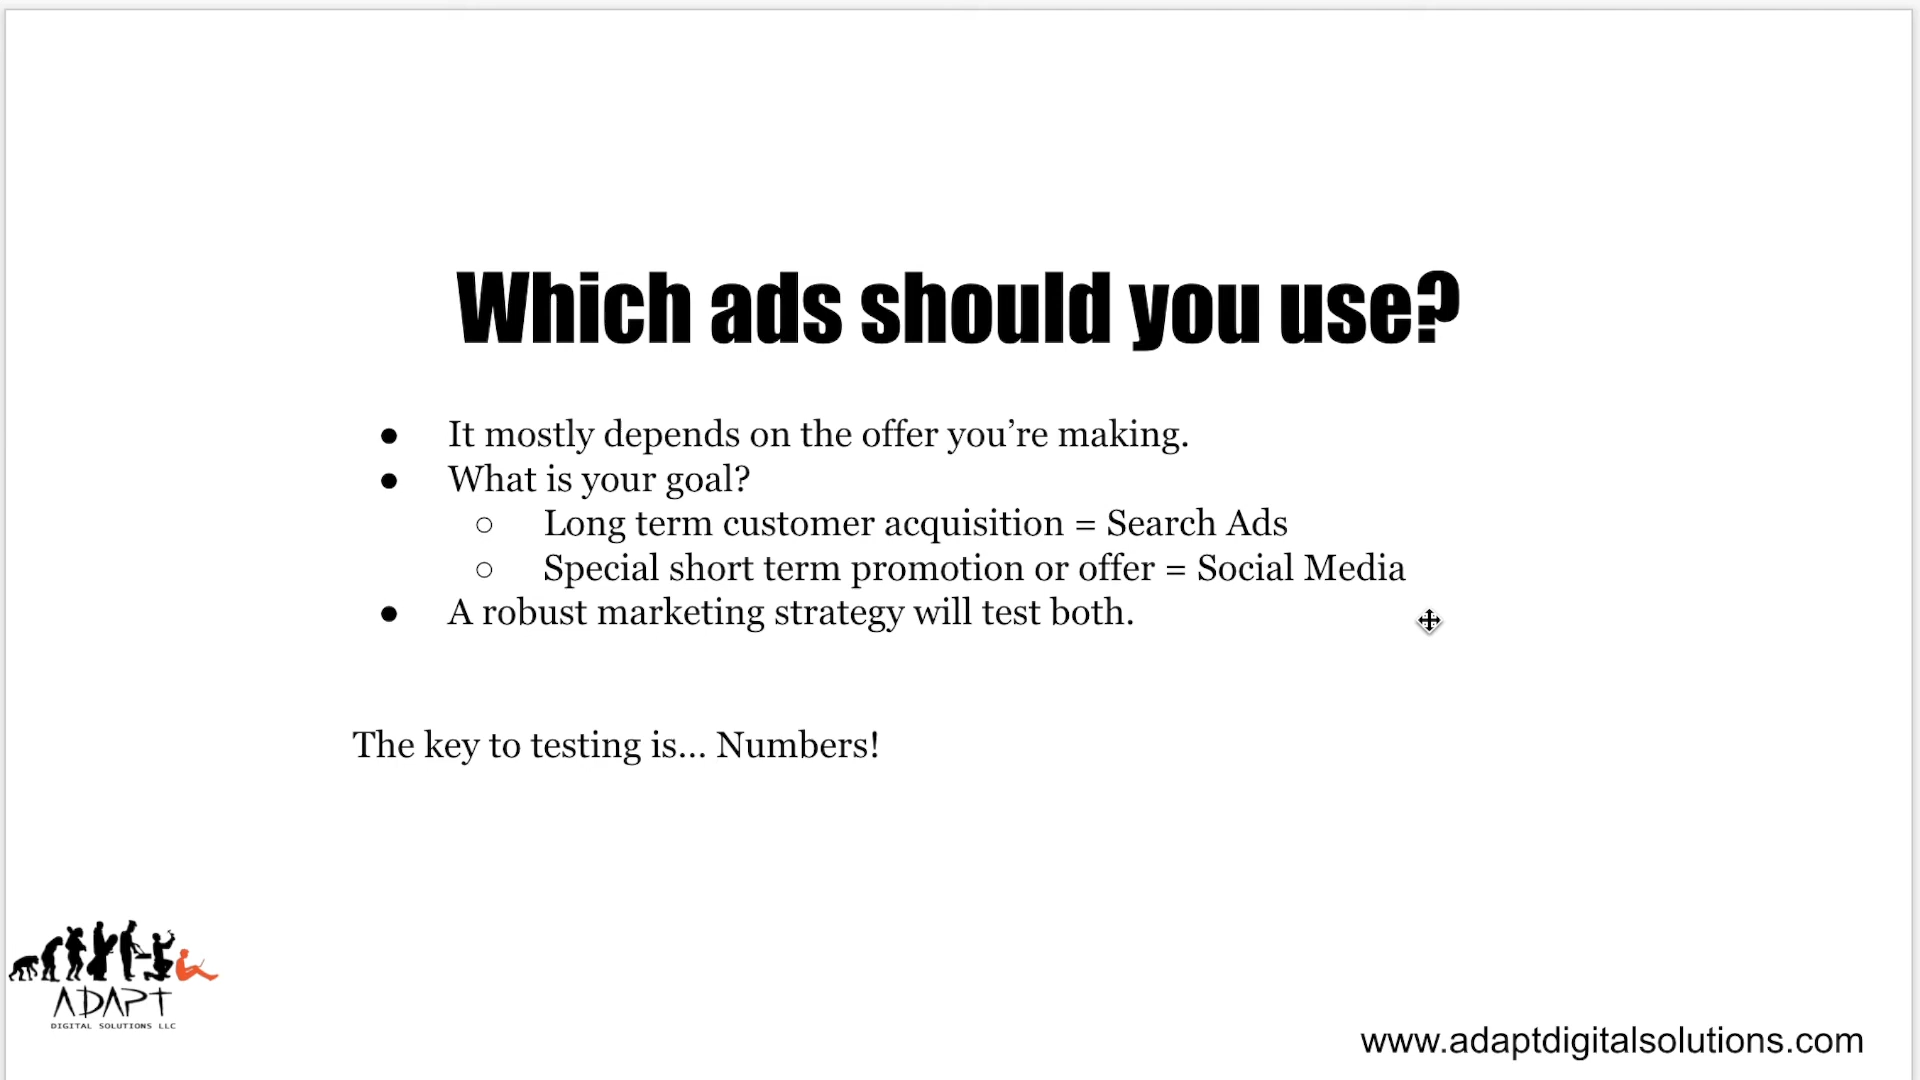 Which ads should you use?
● It mostly depends on the offer you’re making.
● What is your goal?
○ Long term customer acquisition = Search Ads
○ Special short term promotion or offer = Social Media
● A robust marketing strategy will test both.
The key to testing is... Numbers!
ADAPT
DIGITAL SOLUTIONS LLC
www.adaptdigitalsolutions.com